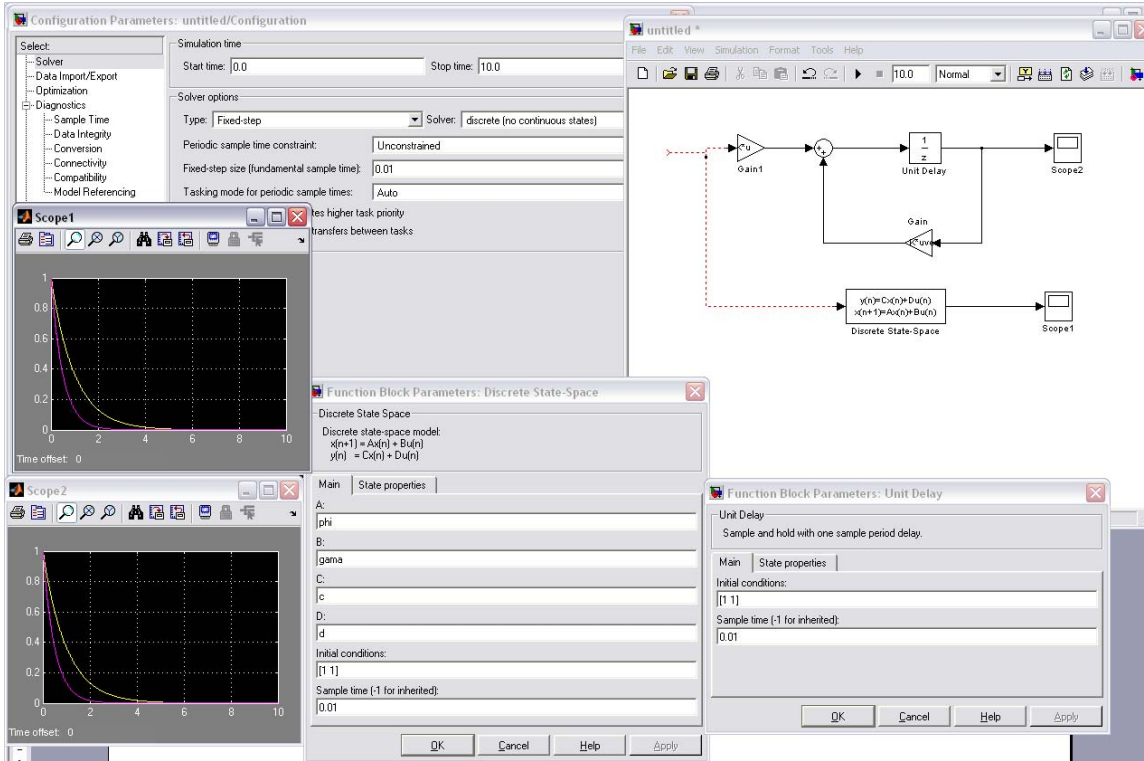 Configuration Parameters: untitled/Configuration
Select:
Solver
Data Import/Export
Optimization
Diagnostics
Sample Time
Data Integrity
Conversion
Connectivity
Compatibility
Model Referencing
Simulation time
Start time: 0.0
Stop time: 10.0
Solver options
Type: Fixed-step
Solver: discrete (no continuous states)
Periodic sample time constraint: Unconstrained
Fixed-step size (fundamental sample time): 0.01
Tasking mode for periodic sample times: Auto
tes higher task priority
transfers between tasks
untitled *
File Edit View Simulation Format Tools Help
10.0 Normal
Gain1
1
z
Unit Delay
Scope2
Gain
y(n)=Cx(n)+Du(n)
x(n+1)=Ax(n)+Bu(n)
Discrete State-Space
Scope1
Scope1
1
0.8
0.6
0.4
0.2
0
0 2 4 6 8 10
Time offset: 0
Scope2
1
0.8
0.6
0.4
0.2
0
0 2 4 6 8 10
Time offset: 0
Function Block Parameters: Discrete State-Space
Discrete State Space
Discrete state-space model:
x(n+1) = Ax(n) + Bu(n)
y(n) = Cx(n) + Du(n)
Main State properties
A:
phi
B:
gama
C:
c
D:
d
Initial conditions:
[1 1]
Sample time (-1 for inherited):
0.01
OK Cancel Help Apply
Function Block Parameters: Unit Delay
Unit Delay
Sample and hold with one sample period delay.
Main State properties
Initial conditions:
[1 1]
Sample time (-1 for inherited):
0.01
OK Cancel Help Apply